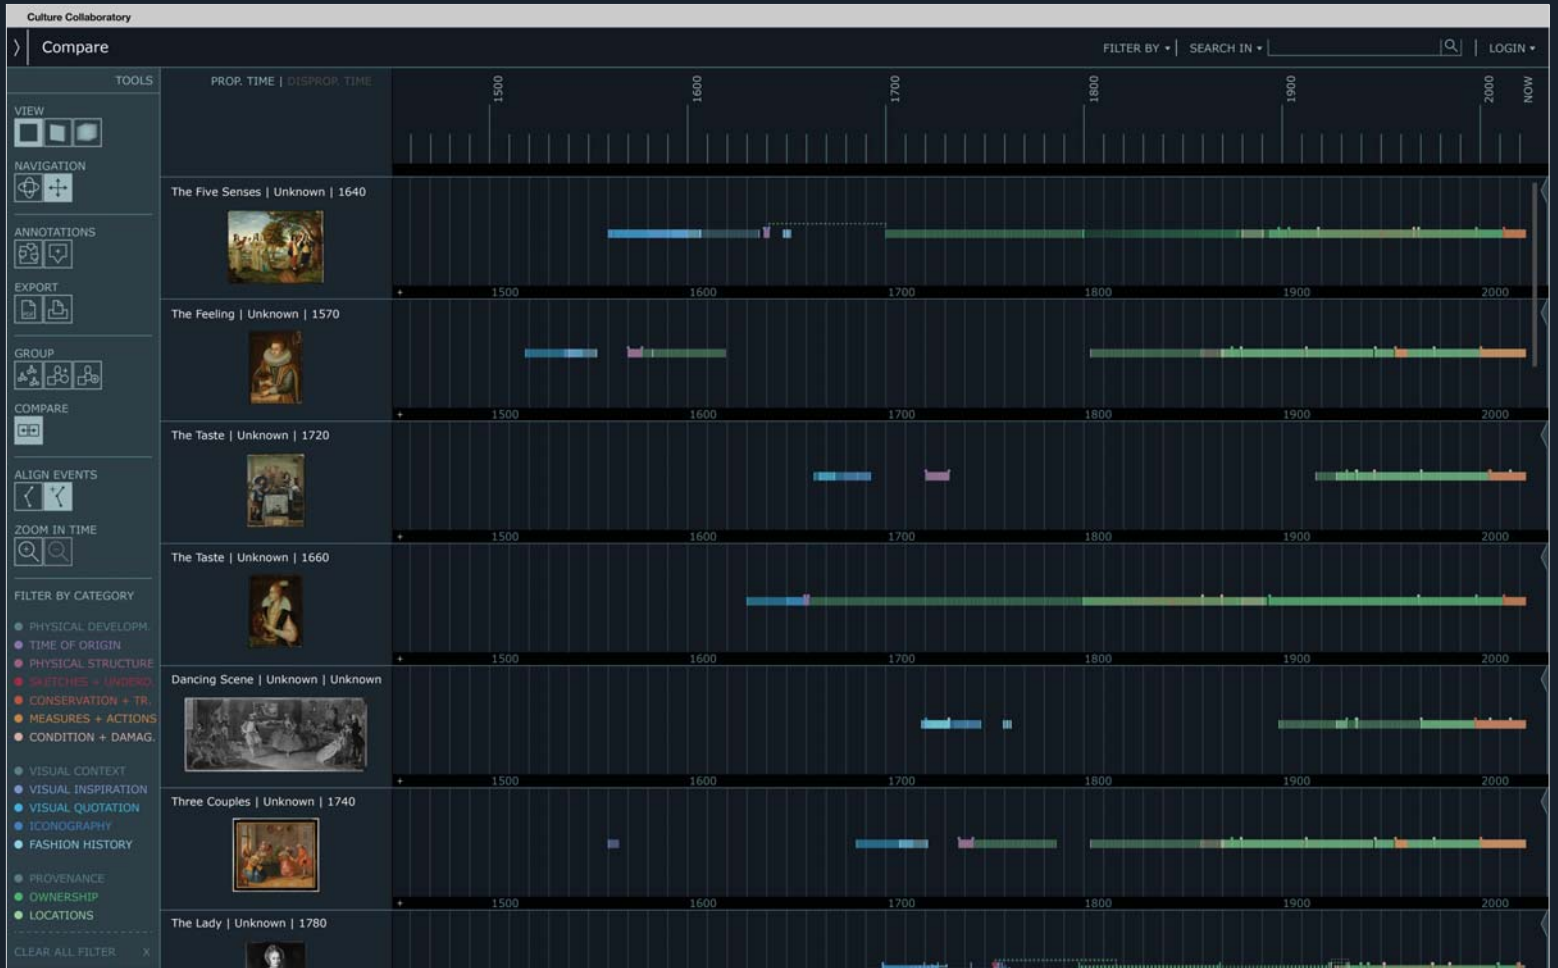 Culture Collaboratory
Compare
FILTER BY
SEARCH IN
LOGIN
TOOLS
PROP. TIME | DISPROP. TIME
1500
1600
1700
1800
1900
2000
NOW
VIEW
NAVIGATION
ANNOTATIONS
EXPORT
GROUP
COMPARE
ALIGN EVENTS
ZOOM IN TIME
FILTER BY CATEGORY
PHYSICAL DEVELOPM.
TIME OF ORIGIN
PHYSICAL STRUCTURE
SKETCHES + UNDERD.
CONSERVATION + TR.
MEASURES + ACTIONS
CONDITION + DAMAG.
VISUAL CONTEXT
VISUAL INSPIRATION
VISUAL QUOTATION
ICONOGRAPHY
FASHION HISTORY
PROVENANCE
OWNERSHIP
LOCATIONS
CLEAR ALL FILTER X
The Five Senses | Unknown | 1640
+ 1500 1600 1700 1800 1900 2000
The Feeling | Unknown | 1570
+ 1500 1600 1700 1800 1900 2000
The Taste | Unknown | 1720
+ 1500 1600 1700 1800 1900 2000
The Taste | Unknown | 1660
+ 1500 1600 1700 1800 1900 2000
Dancing Scene | Unknown | Unknown
+ 1500 1600 1700 1800 1900 2000
Three Couples | Unknown | 1740
+ 1500 1600 1700 1800 1900 2000
The Lady | Unknown | 1780